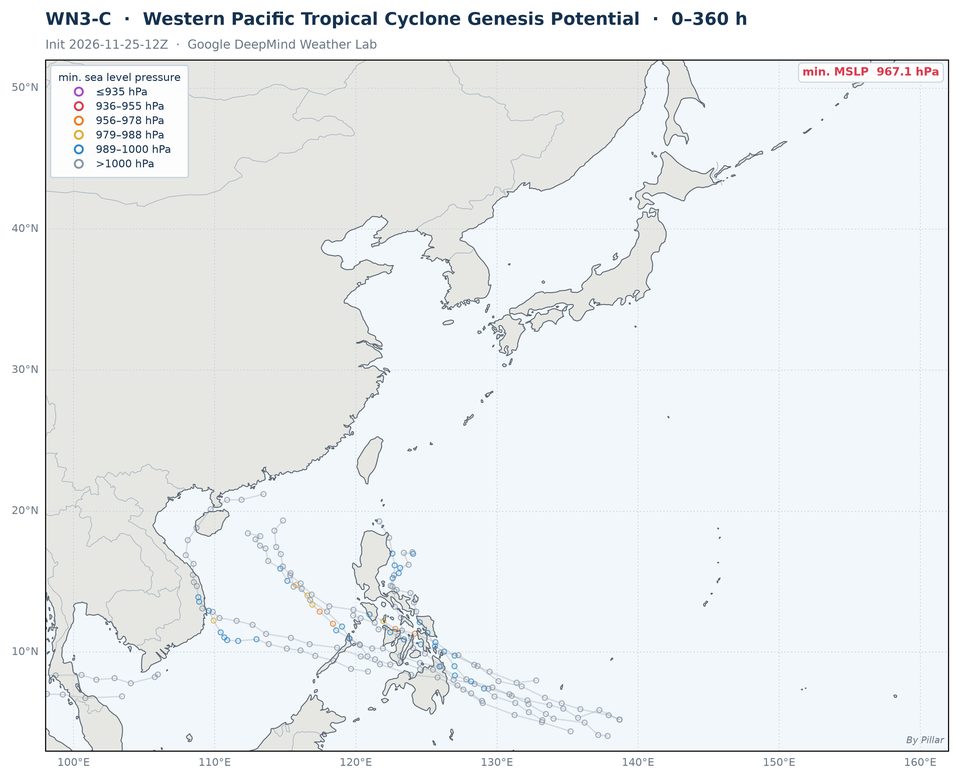 WN3-C · Western Pacific Tropical Cyclone Genesis Potential · 0–360 h
Init 2026-11-25-12Z · Google DeepMind Weather Lab
min. sea level pressure
≤935 hPa
936–955 hPa
956–978 hPa
979–988 hPa
989–1000 hPa
>1000 hPa
min. MSLP 967.1 hPa
50°N
40°N
30°N
20°N
10°N
By Pillar
100°E 110°E 120°E 130°E 140°E 150°E 160°E